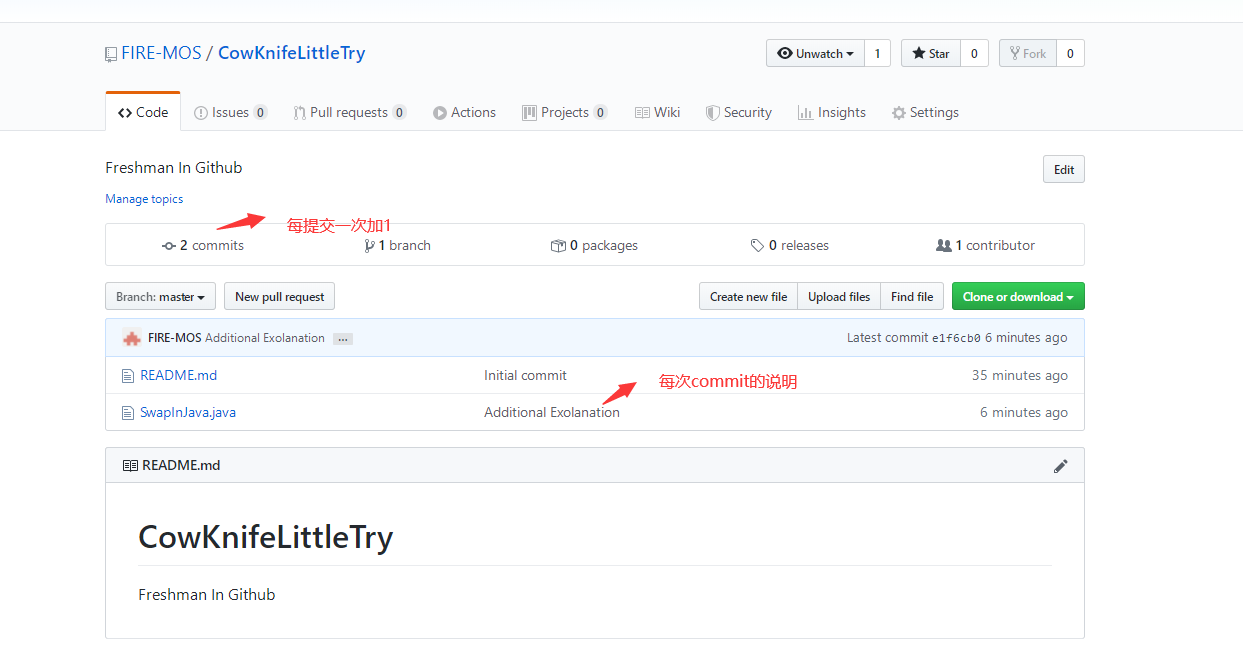 FIRE-MOS / CowKnifeLittleTry Unwatch 1 Star 0 Fork 0
Code Issues 0 Pull requests 0 Actions Projects 0 Wiki Security Insights Settings
Freshman In Github Edit
Manage topics
每提交一次加1
2 commits 1 branch 0 packages 0 releases 1 contributor
Branch: master New pull request Create new file Upload files Find file Clone or download
FIRE-MOS Additional Exolanation ... Latest commit e1f6cb0 6 minutes ago
README.md Initial commit 35 minutes ago
每次commit的说明
SwapInJava.java Additional Exolanation 6 minutes ago
README.md
CowKnifeLittleTry
Freshman In Github